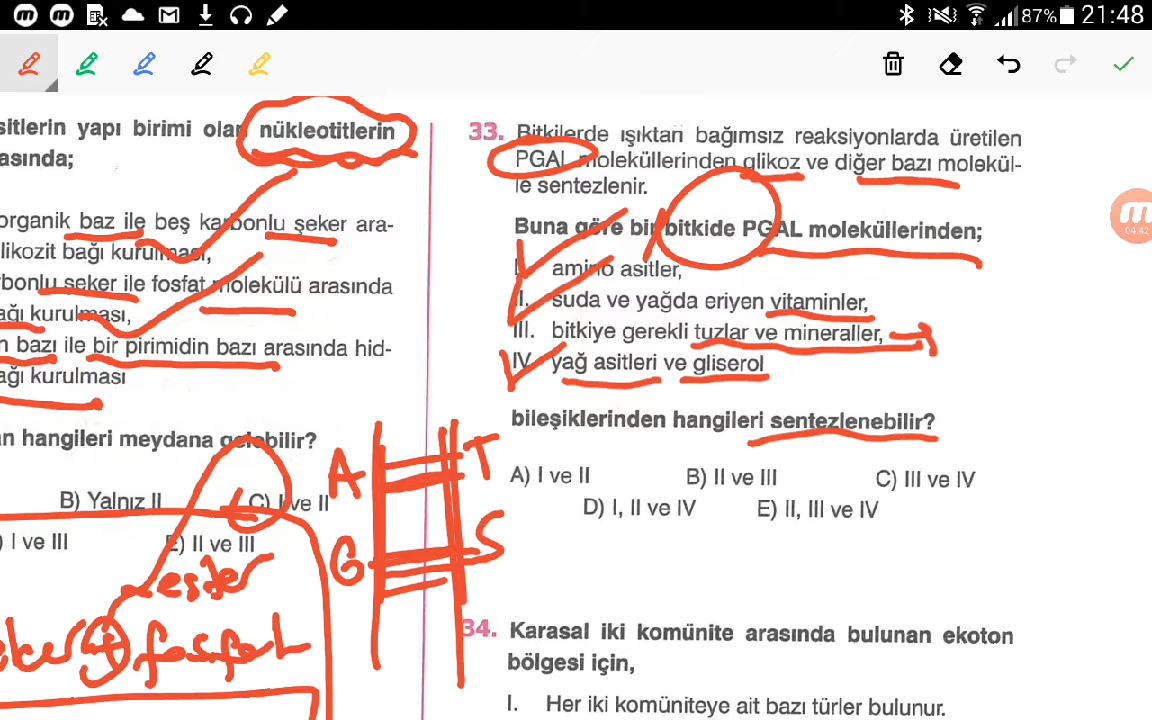 87% 21:48
sitlerin yapı birimi olan nükleotitlerin
asında;
organik baz ile beş karbonlu şeker ara-
likozit bağı kurulması,
rbonlu şeker ile fosfat molekülü arasında
ağı kurulması,
n bazı ile bir pirimidin bazı arasında hid-
ağı kurulması
an hangileri meydana gelebilir?
B) Yalnız II C) I ve II
) I ve III E) II ve III
ester
eker + fosfat
A T
G S
33. Bitkilerde ışıktan bağımsız reaksiyonlarda üretilen
PGAL moleküllerinden glikoz ve diğer bazı molekül-
le sentezlenir.
Buna göre bir bitkide PGAL moleküllerinden;
I. amino asitler,
II. suda ve yağda eriyen vitaminler,
III. bitkiye gerekli tuzlar ve mineraller,
IV. yağ asitleri ve gliserol
bileşiklerinden hangileri sentezlenebilir?
A) I ve II B) II ve III C) III ve IV
D) I, II ve IV E) II, III ve IV
34. Karasal iki komünite arasında bulunan ekoton
bölgesi için,
I. Her iki komüniteye ait bazı türler bulunur.
04:42